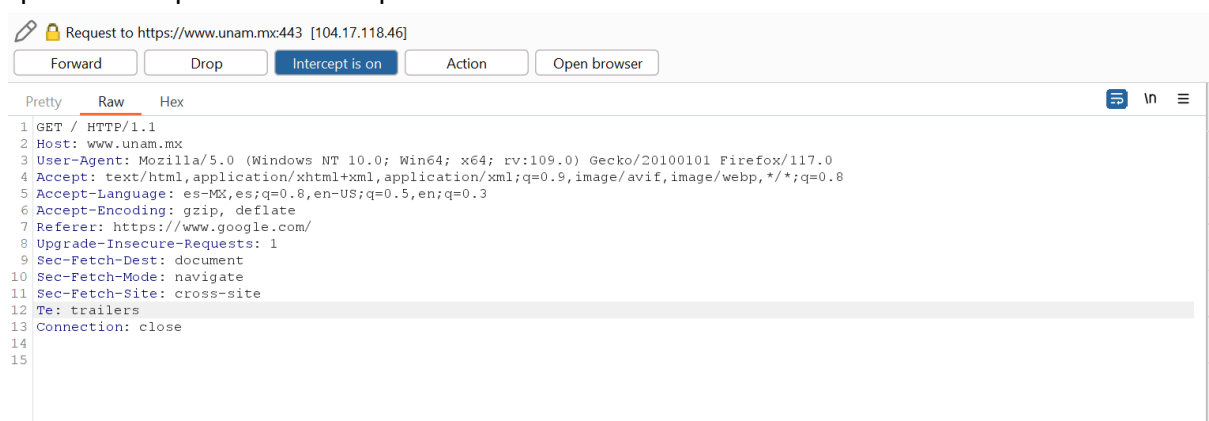 Request to https://www.unam.mx:443 [104.17.118.46]
Forward Drop Intercept is on Action Open browser
Pretty Raw Hex \n
1 GET / HTTP/1.1
2 Host: www.unam.mx
3 User-Agent: Mozilla/5.0 (Windows NT 10.0; Win64; x64; rv:109.0) Gecko/20100101 Firefox/117.0
4 Accept: text/html,application/xhtml+xml,application/xml;q=0.9,image/avif,image/webp,*/*;q=0.8
5 Accept-Language: es-MX,es;q=0.8,en-US;q=0.5,en;q=0.3
6 Accept-Encoding: gzip, deflate
7 Referer: https://www.google.com/
8 Upgrade-Insecure-Requests: 1
9 Sec-Fetch-Dest: document
10 Sec-Fetch-Mode: navigate
11 Sec-Fetch-Site: cross-site
12 Te: trailers
13 Connection: close
14
15